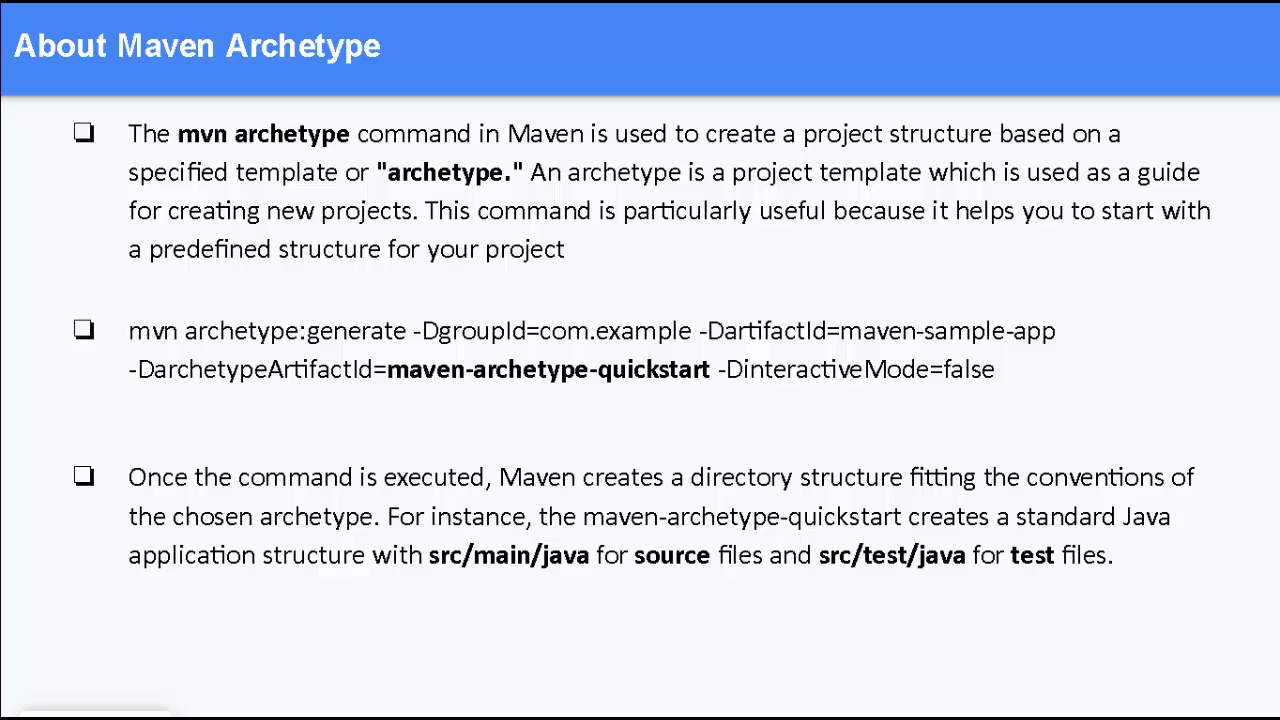 About Maven Archetype
The mvn archetype command in Maven is used to create a project structure based on a
specified template or "archetype." An archetype is a project template which is used as a guide
for creating new projects. This command is particularly useful because it helps you to start with
a predefined structure for your project
mvn archetype:generate -DgroupId=com.example -DartifactId=maven-sample-app
-DarchetypeArtifactId=maven-archetype-quickstart -DinteractiveMode=false
Once the command is executed, Maven creates a directory structure fitting the conventions of
the chosen archetype. For instance, the maven-archetype-quickstart creates a standard Java
application structure with src/main/java for source files and src/test/java for test files.